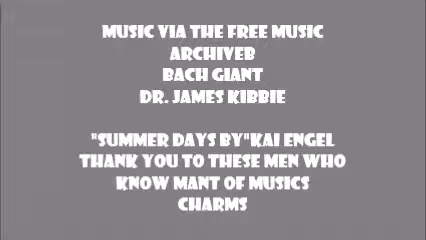 MUSIC VIA THE FREE MUSIC
ARCHIVEB
BACH GIANT
DR. JAMES KIBBIE
"SUMMER DAYS BY"KAI ENGEL
THANK YOU TO THESE MEN WHO
KNOW MANT OF MUSICS
CHARMS